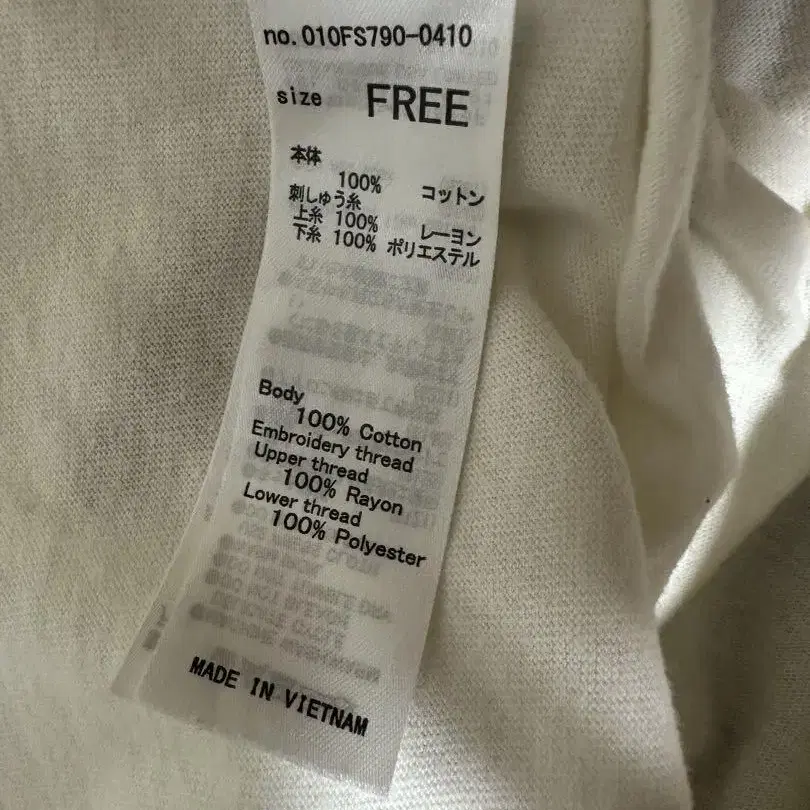 no.010FS790-0410
size FREE
本体
100% コットン
刺しゅう糸
上糸 100% レーヨン
下糸 100% ポリエステル
Body
100% Cotton
Embroidery thread
Upper thread
100% Rayon
Lower thread
100% Polyester
MADE IN VIETNAM